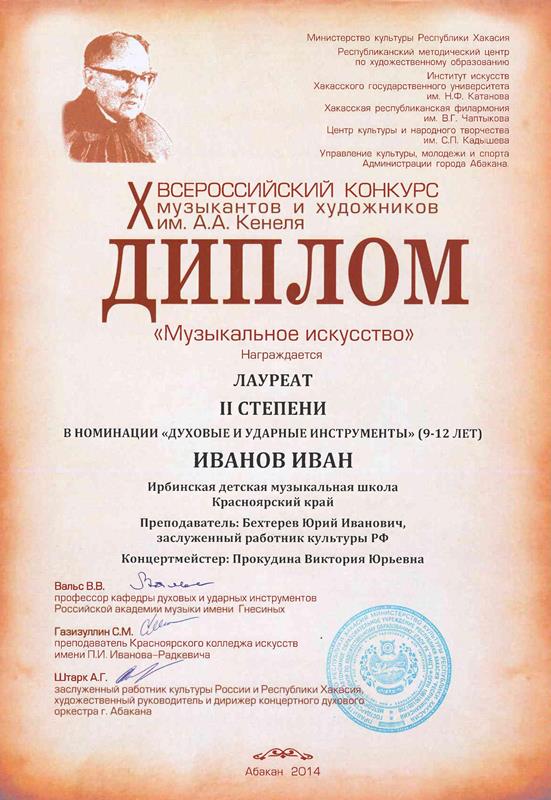 Министерство культуры Республики Хакасия
Республиканский методический центр
по художественному образованию
Институт искусств
Хакасского государственного университета
им. Н.Ф. Катанова
Хакасская республиканская филармония
им. В.Г. Чаптыкова
Центр культуры и народного творчества
им. С.П. Кадышева
Управление культуры, молодежи и спорта
Администрации города Абакана.
X ВСЕРОССИЙСКИЙ КОНКУРС
музыкантов и художников
им. А.А. Кенеля
ДИПЛОМ
«Музыкальное искусство»
Награждается
ЛАУРЕАТ
II СТЕПЕНИ
В НОМИНАЦИИ «ДУХОВЫЕ И УДАРНЫЕ ИНСТРУМЕНТЫ» (9-12 ЛЕТ)
ИВАНОВ ИВАН
Ирбинская детская музыкальная школа
Красноярский край
Преподаватель: Бехтерев Юрий Иванович,
заслуженный работник культуры РФ
Концертмейстер: Прокудина Виктория Юрьевна
Вальс В.В.
профессор кафедры духовых и ударных инструментов
Российской академии музыки имени Гнесиных
Газизуллин С.М.
преподаватель Красноярского колледжа искусств
имени П.И. Иванова-Радкевича
Штарк А.Г.
заслуженный работник культуры России и Республики Хакасия,
художественный руководитель и дирижер концертного духового
оркестра г. Абакана
Абакан 2014